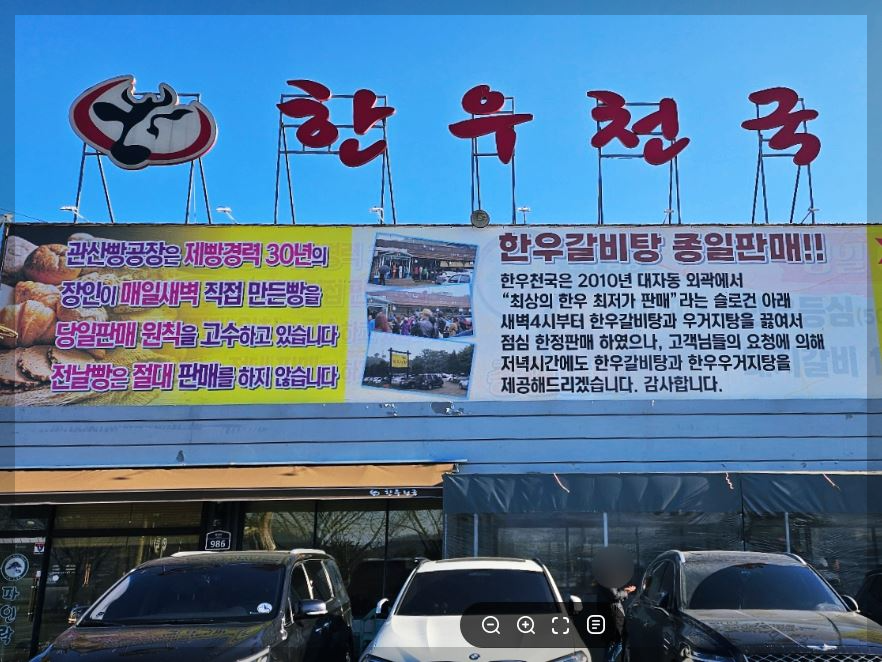 한우천국
관산빵공장은 제빵경력 30년의
장인이 매일새벽 직접 만든빵을
당일판매 원칙을 고수하고 있습니다
전날빵은 절대 판매를 하지 않습니다
한우갈비탕 종일판매!!
한우천국은 2010년 대자동 외곽에서
“최상의 한우 최저가 판매”라는 슬로건 아래
새벽4시부터 한우갈비탕과 우거지탕을 끓여서
점심 한정판매 하였으나, 고객님들의 요청에 의해
저녁시간에도 한우갈비탕과 한우우거지탕을
제공해드리겠습니다. 감사합니다.
한우천국
986